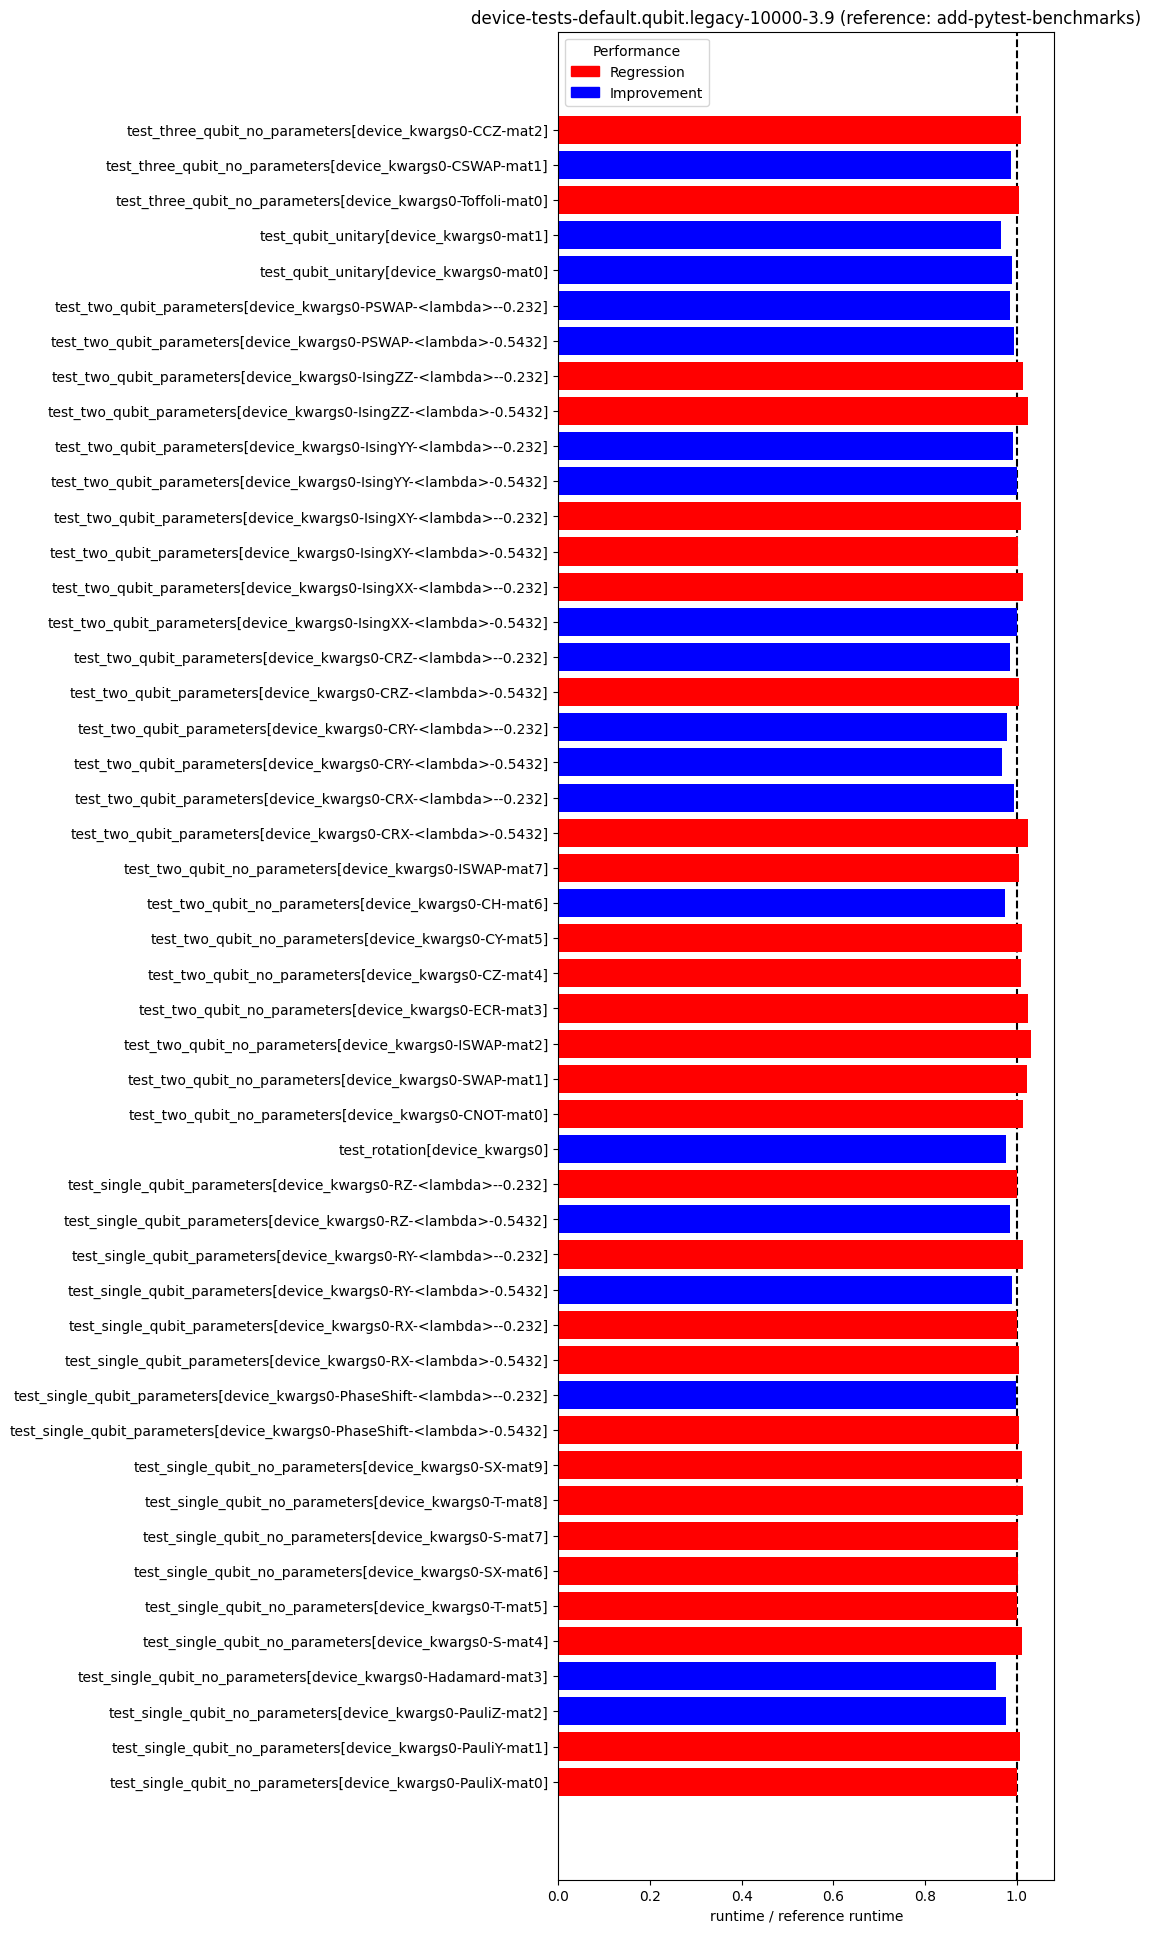 device-tests-default.qubit.legacy-10000-3.9 (reference: add-pytest-benchmarks)
Performance
Regression
Improvement
test_three_qubit_no_parameters[device_kwargs0-CCZ-mat2]
test_three_qubit_no_parameters[device_kwargs0-CSWAP-mat1]
test_three_qubit_no_parameters[device_kwargs0-Toffoli-mat0]
test_qubit_unitary[device_kwargs0-mat1]
test_qubit_unitary[device_kwargs0-mat0]
test_two_qubit_parameters[device_kwargs0-PSWAP-<lambda>--0.232]
test_two_qubit_parameters[device_kwargs0-PSWAP-<lambda>-0.5432]
test_two_qubit_parameters[device_kwargs0-IsingZZ-<lambda>--0.232]
test_two_qubit_parameters[device_kwargs0-IsingZZ-<lambda>-0.5432]
test_two_qubit_parameters[device_kwargs0-IsingYY-<lambda>--0.232]
test_two_qubit_parameters[device_kwargs0-IsingYY-<lambda>-0.5432]
test_two_qubit_parameters[device_kwargs0-IsingXY-<lambda>--0.232]
test_two_qubit_parameters[device_kwargs0-IsingXY-<lambda>-0.5432]
test_two_qubit_parameters[device_kwargs0-IsingXX-<lambda>--0.232]
test_two_qubit_parameters[device_kwargs0-IsingXX-<lambda>-0.5432]
test_two_qubit_parameters[device_kwargs0-CRZ-<lambda>--0.232]
test_two_qubit_parameters[device_kwargs0-CRZ-<lambda>-0.5432]
test_two_qubit_parameters[device_kwargs0-CRY-<lambda>--0.232]
test_two_qubit_parameters[device_kwargs0-CRY-<lambda>-0.5432]
test_two_qubit_parameters[device_kwargs0-CRX-<lambda>--0.232]
test_two_qubit_parameters[device_kwargs0-CRX-<lambda>-0.5432]
test_two_qubit_no_parameters[device_kwargs0-ISWAP-mat7]
test_two_qubit_no_parameters[device_kwargs0-CH-mat6]
test_two_qubit_no_parameters[device_kwargs0-CY-mat5]
test_two_qubit_no_parameters[device_kwargs0-CZ-mat4]
test_two_qubit_no_parameters[device_kwargs0-ECR-mat3]
test_two_qubit_no_parameters[device_kwargs0-ISWAP-mat2]
test_two_qubit_no_parameters[device_kwargs0-SWAP-mat1]
test_two_qubit_no_parameters[device_kwargs0-CNOT-mat0]
test_rotation[device_kwargs0]
test_single_qubit_parameters[device_kwargs0-RZ-<lambda>--0.232]
test_single_qubit_parameters[device_kwargs0-RZ-<lambda>-0.5432]
test_single_qubit_parameters[device_kwargs0-RY-<lambda>--0.232]
test_single_qubit_parameters[device_kwargs0-RY-<lambda>-0.5432]
test_single_qubit_parameters[device_kwargs0-RX-<lambda>--0.232]
test_single_qubit_parameters[device_kwargs0-RX-<lambda>-0.5432]
test_single_qubit_parameters[device_kwargs0-PhaseShift-<lambda>--0.232]
test_single_qubit_parameters[device_kwargs0-PhaseShift-<lambda>-0.5432]
test_single_qubit_no_parameters[device_kwargs0-SX-mat9]
test_single_qubit_no_parameters[device_kwargs0-T-mat8]
test_single_qubit_no_parameters[device_kwargs0-S-mat7]
test_single_qubit_no_parameters[device_kwargs0-SX-mat6]
test_single_qubit_no_parameters[device_kwargs0-T-mat5]
test_single_qubit_no_parameters[device_kwargs0-S-mat4]
test_single_qubit_no_parameters[device_kwargs0-Hadamard-mat3]
test_single_qubit_no_parameters[device_kwargs0-PauliZ-mat2]
test_single_qubit_no_parameters[device_kwargs0-PauliY-mat1]
test_single_qubit_no_parameters[device_kwargs0-PauliX-mat0]
0.0 0.2 0.4 0.6 0.8 1.0
runtime / reference runtime